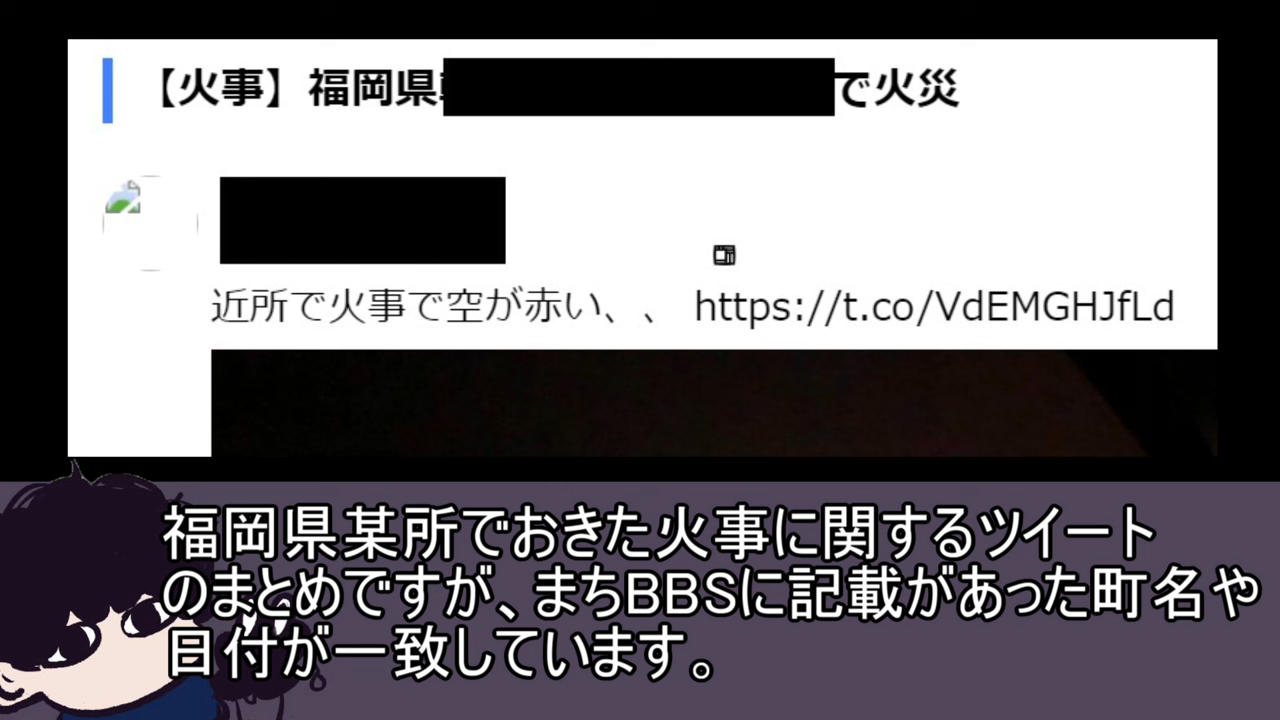 【火事】福岡県
で火災
近所で火事で空が赤い、、 https://t.co/VdEMGHJfLd
福岡県某所でおきた火事に関するツイート
のまとめですが、まちBBSに記載があった町名や
日付が一致しています。